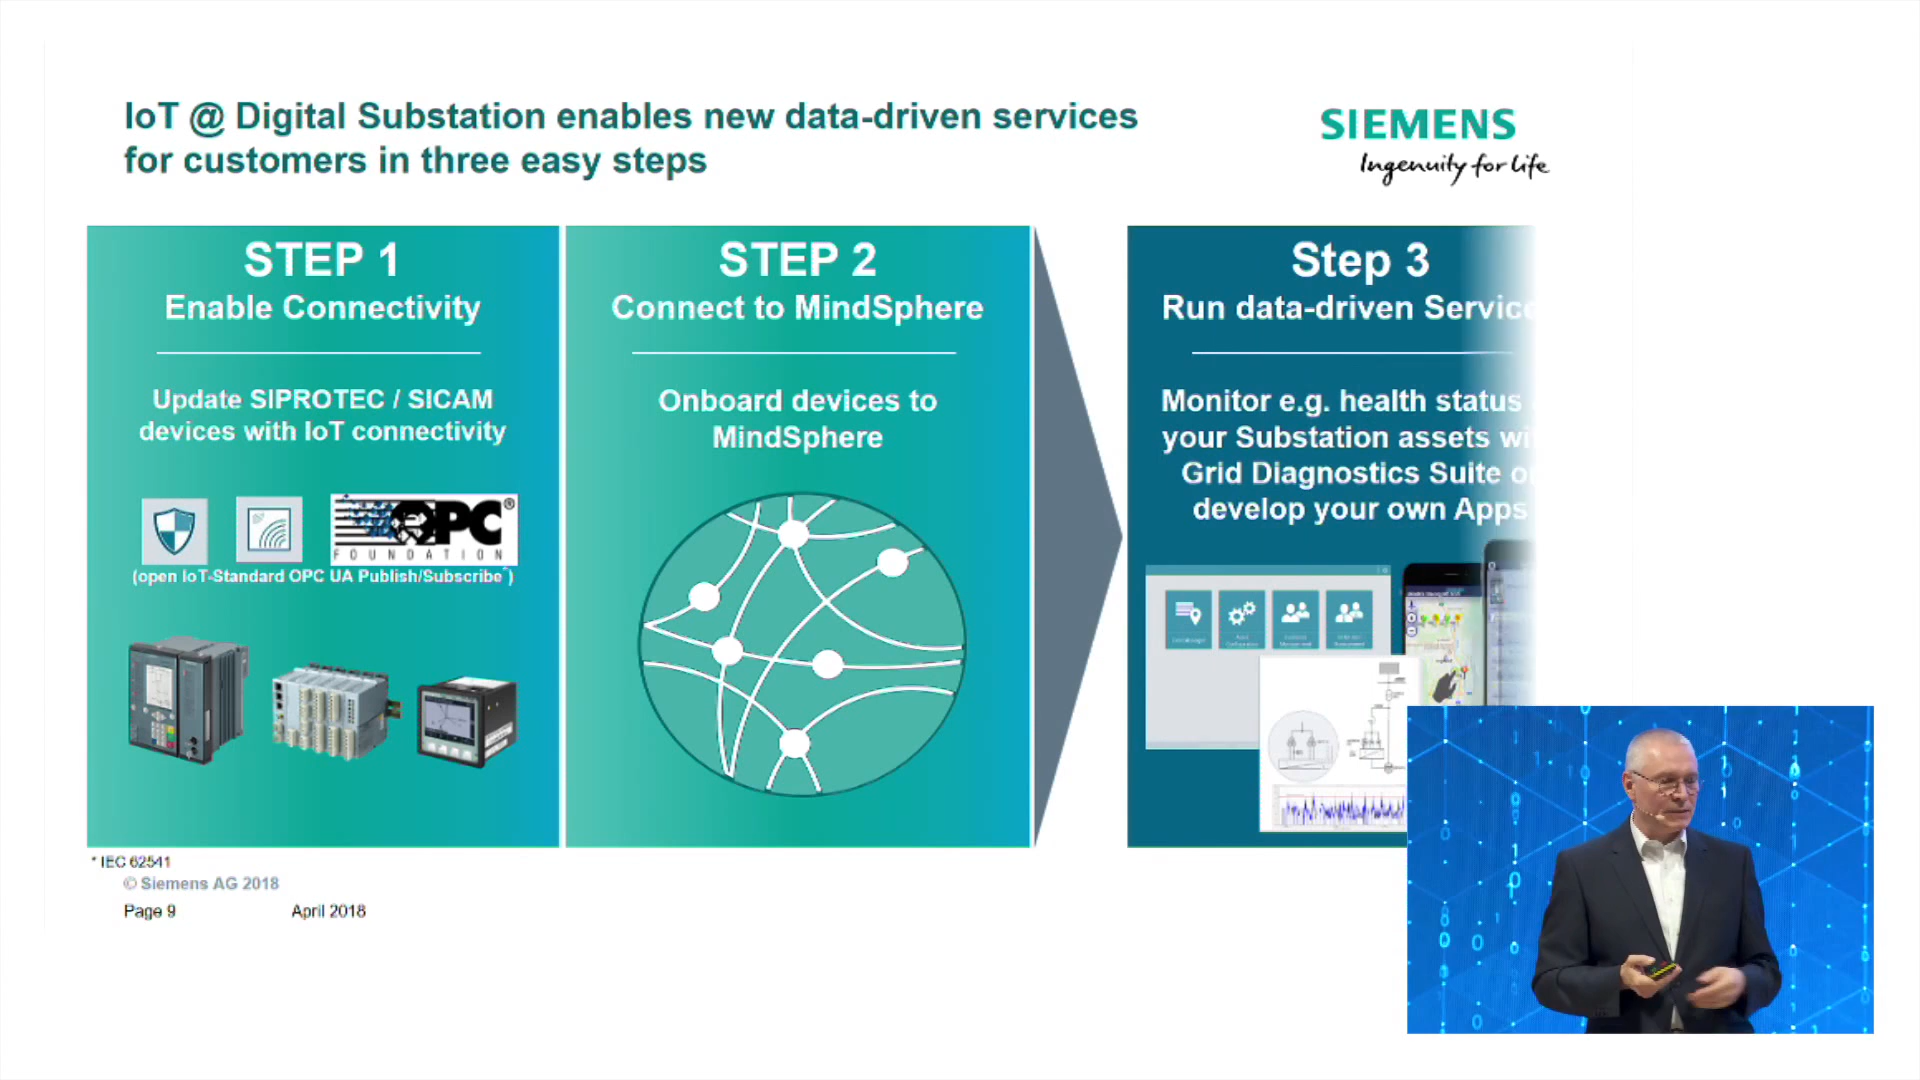 IoT @ Digital Substation enables new data-driven services
for customers in three easy steps
SIEMENS
Ingenuity for life
STEP 1
Enable Connectivity
Update SIPROTEC / SICAM
devices with IoT connectivity
OPC®
FOUNDATION
(open IoT-Standard OPC UA Publish/Subscribe*)
STEP 2
Connect to MindSphere
Onboard devices to
MindSphere
Step 3
Run data-driven Service
Monitor e.g. health status
your Substation assets
Grid Diagnostics Suite
develop your own Apps
* IEC 62541
© Siemens AG 2018
Page 9
April 2018